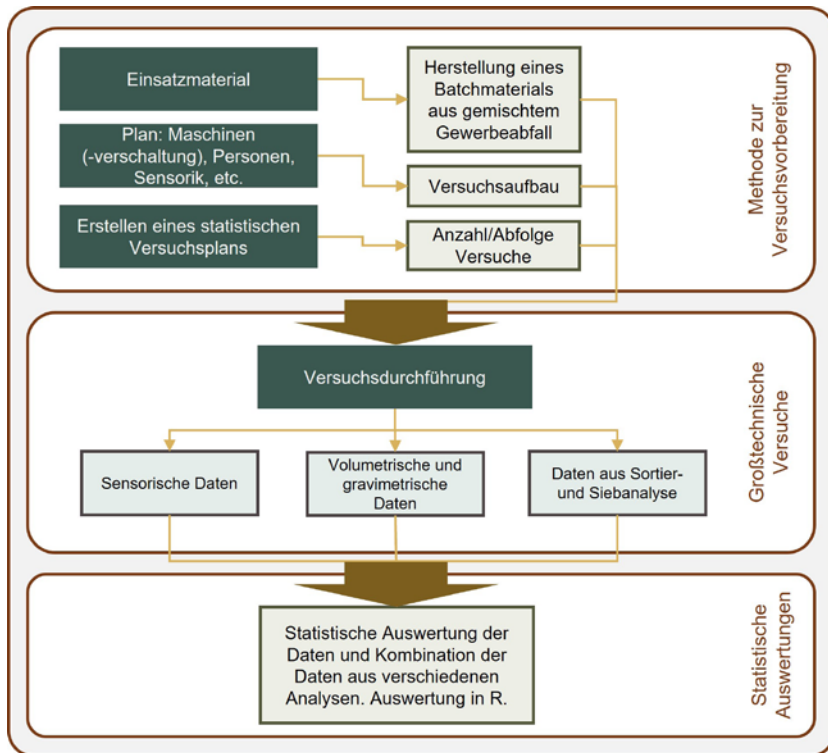 Einsatzmaterial
Herstellung eines
Batchmaterials
aus gemischtem
Gewerbeabfall
Plan: Maschinen
(-verschaltung), Personen,
Sensorik, etc.
Versuchsaufbau
Erstellen eines statistischen
Versuchsplans
Anzahl/Abfolge
Versuche
Methode zur
Versuchsvorbereitung
Versuchsdurchführung
Sensorische Daten
Volumetrische und
gravimetrische
Daten
Daten aus Sortier-
und Siebanalyse
Großtechnische
Versuche
Statistische Auswertung der
Daten und Kombination der
Daten aus verschiedenen
Analysen. Auswertung in R.
Statistische
Auswertungen